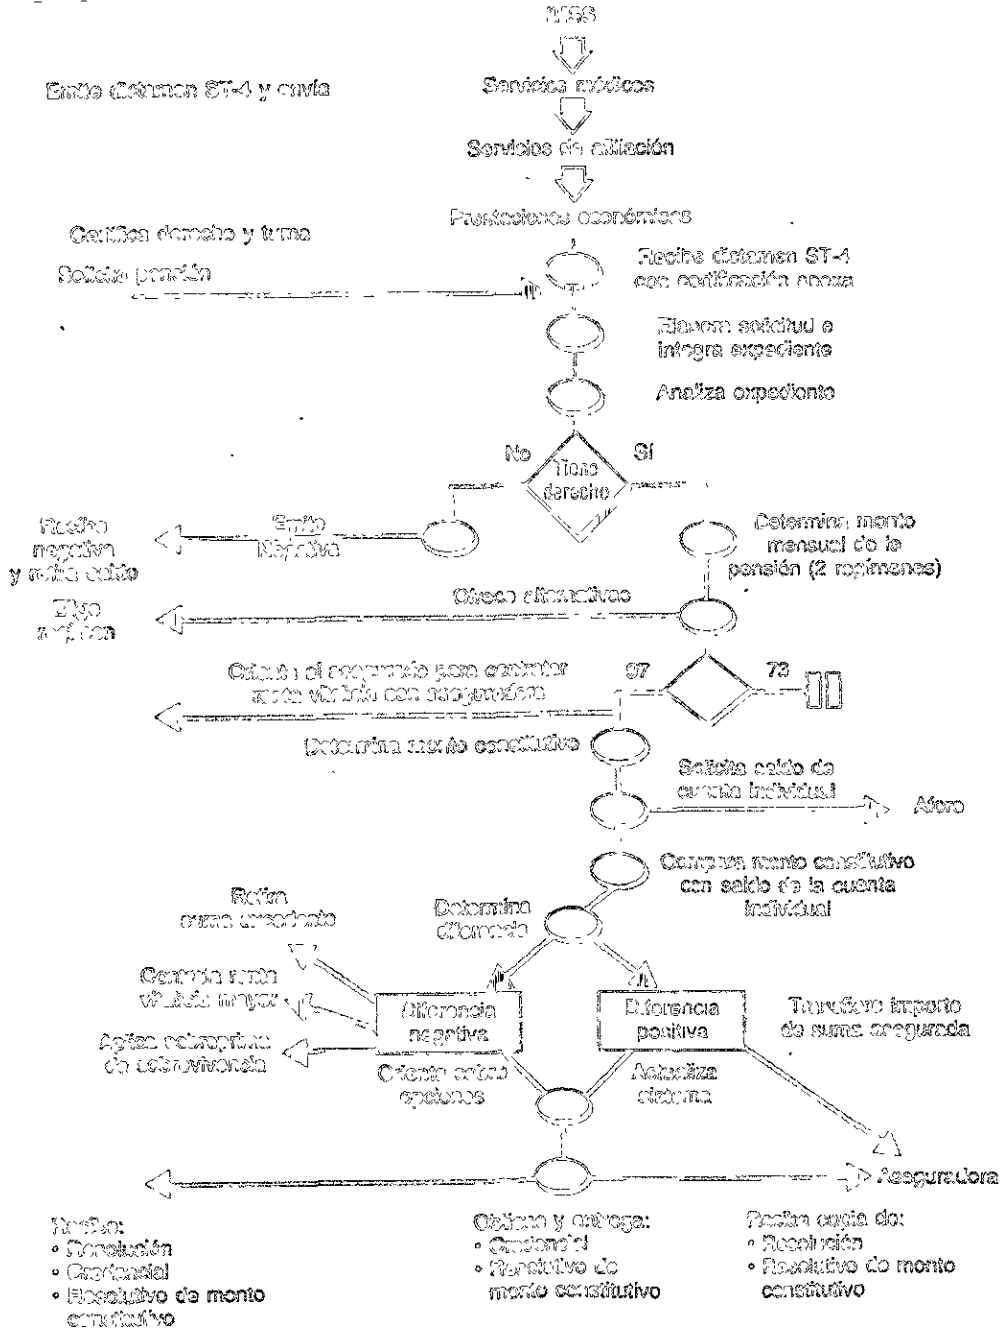 IMSS
Emite dictamen ST-4 y envía
Servicios médicos
Servicios de afiliación
Prestaciones económicas
Certifica derecho y turna
Solicita pensión
Recibe dictamen ST-4
con certificación anexa
Elabora solicitud e
integra expediente
Analiza expediente
No
Sí
Tiene
derecho
Emite
Negativa
Recibe
negativa
y retira saldo
Determina monto
mensual de la
pensión (2 regímenes)
Ofrece alternativas
Elige
régimen
97
73
Orienta al asegurado para contratar
renta vitalicia con aseguradora
Determina monto constitutivo
Solicita saldo de
cuenta individual
Afore
Compara monto constitutivo
con saldo de la cuenta
individual
Determina
diferencia
Retira
suma excedente
Contrata renta
vitalicia mayor
Aplica sobreprima
de sobrevivencia
Diferencia
negativa
Diferencia
positiva
Transfiere importe
de suma asegurada
Orienta sobre
opciones
Actualiza
sistema
Aseguradora
Recibe:
• Resolución
• Credencial
• Resolutivo de monto
constitutivo
Obtiene y entrega:
• Credencial
• Resolutivo de
monto constitutivo
Recibe copia de:
• Resolución
• Resolutivo de monto
constitutivo